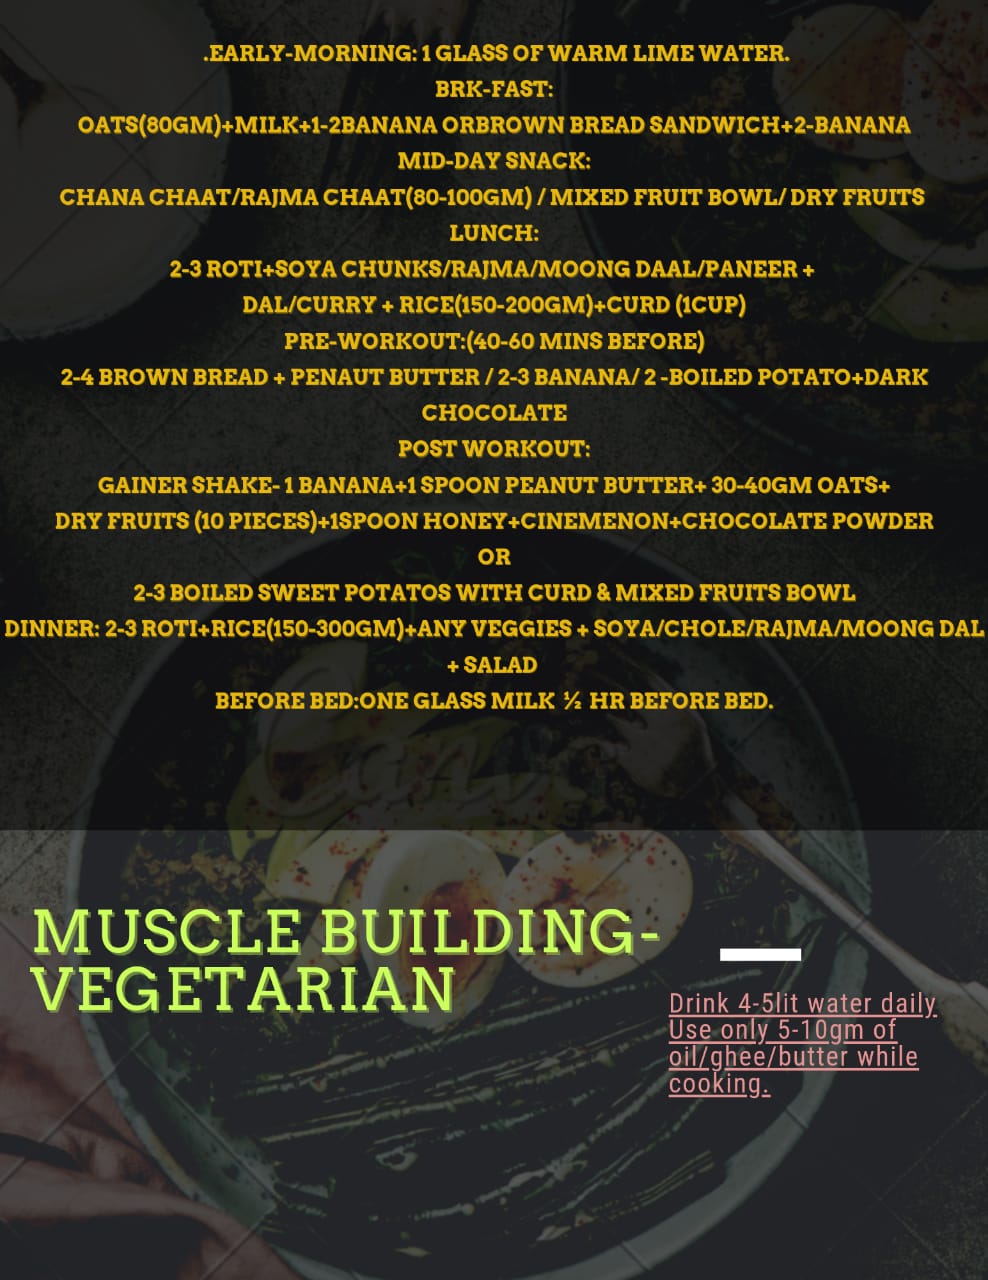 .EARLY-MORNING: 1 GLASS OF WARM LIME WATER.
BRK-FAST:
OATS(80GM)+MILK+1-2BANANA ORBROWN BREAD SANDWICH+2-BANANA
MID-DAY SNACK:
CHANA CHAAT/RAJMA CHAAT(80-100GM) / MIXED FRUIT BOWL/ DRY FRUITS
LUNCH:
2-3 ROTI+SOYA CHUNKS/RAJMA/MOONG DAAL/PANEER +
DAL/CURRY + RICE(150-200GM)+CURD (1CUP)
PRE-WORKOUT:(40-60 MINS BEFORE)
2-4 BROWN BREAD + PENAUT BUTTER / 2-3 BANANA/ 2 -BOILED POTATO+DARK
CHOCOLATE
POST WORKOUT:
GAINER SHAKE- 1 BANANA+1 SPOON PEANUT BUTTER+ 30-40GM OATS+
DRY FRUITS (10 PIECES)+1SPOON HONEY+CINEMENON+CHOCOLATE POWDER
OR
2-3 BOILED SWEET POTATOS WITH CURD & MIXED FRUITS BOWL
DINNER: 2-3 ROTI+RICE(150-300GM)+ANY VEGGIES + SOYA/CHOLE/RAJMA/MOONG DAL
+ SALAD
BEFORE BED:ONE GLASS MILK ½ HR BEFORE BED.
Canva
MUSCLE BUILDING-
VEGETARIAN
Drink 4-5lit water daily
Use only 5-10gm of
oil/ghee/butter while
cooking.